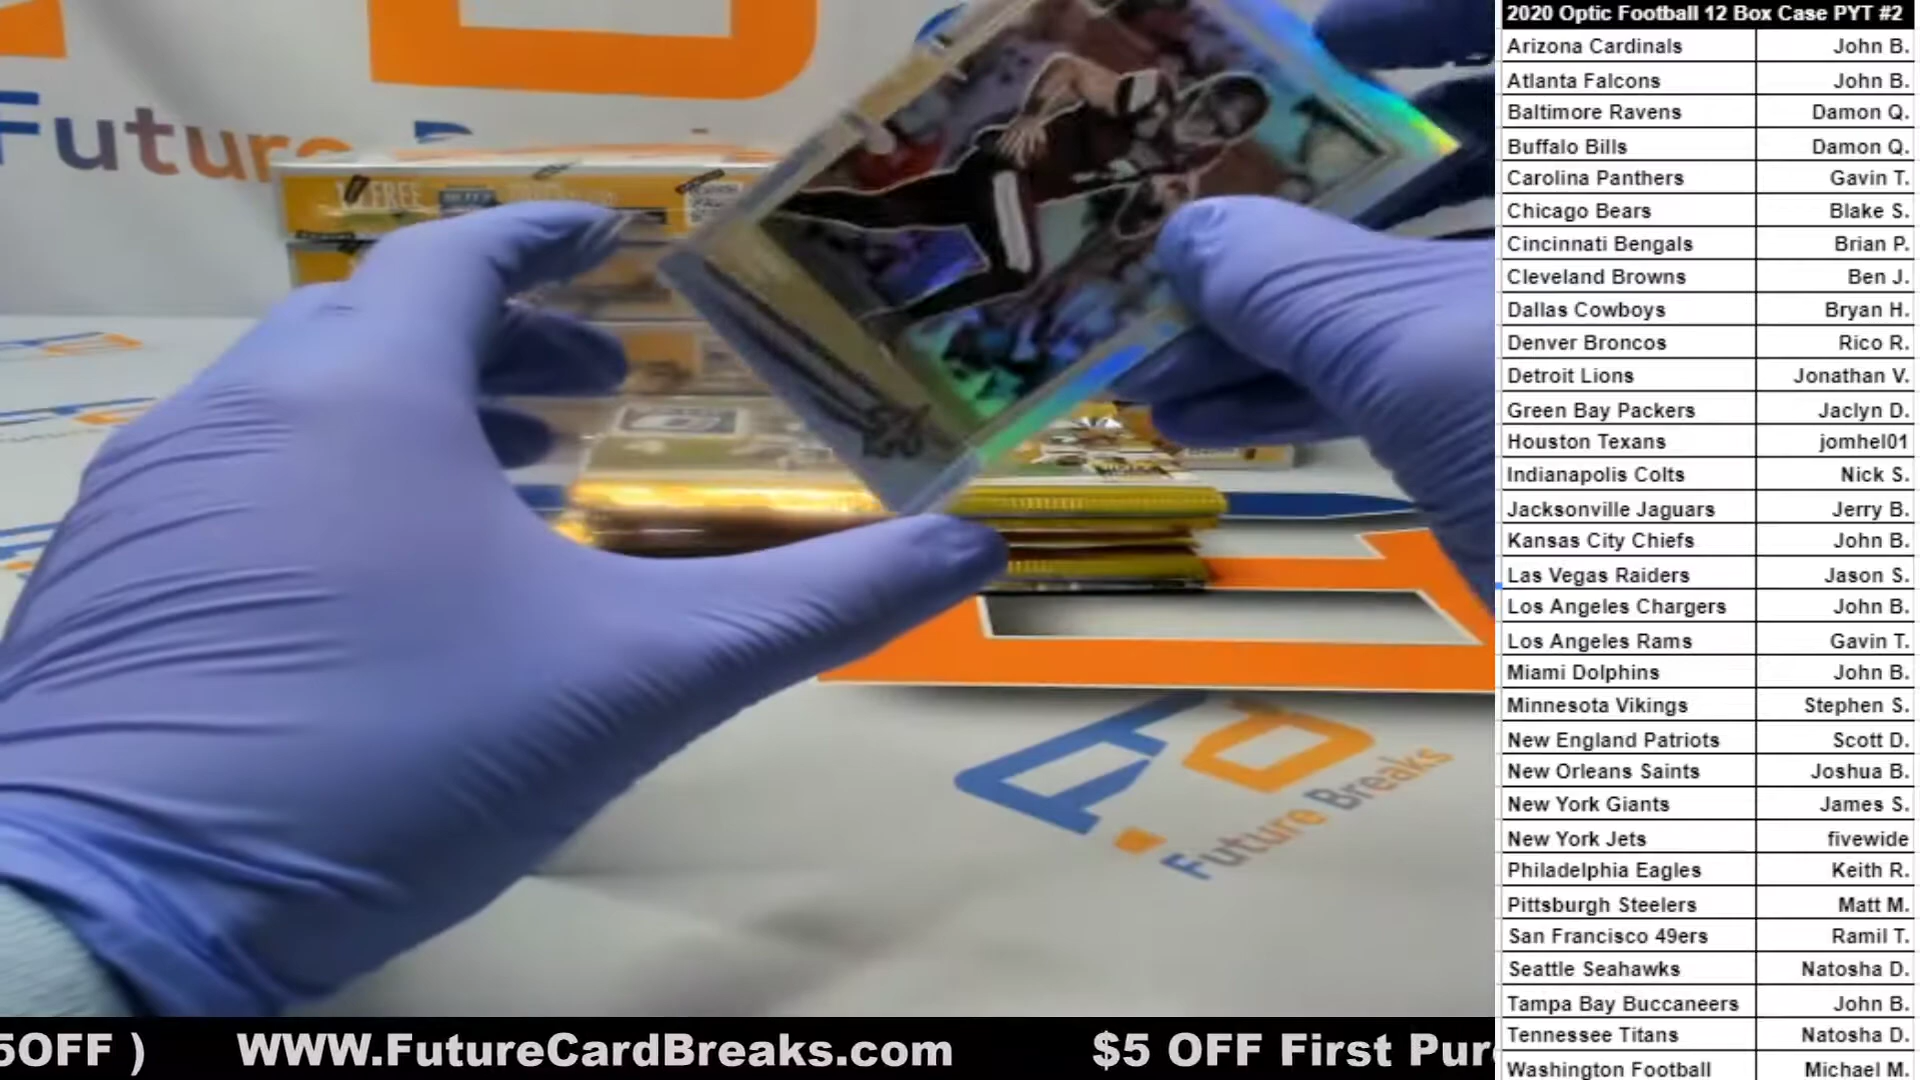 Future
FREE
Future Breaks
5OFF ) WWW.FutureCardBreaks.com $5 OFF First Pur
2020 Optic Football 12 Box Case PYT #2
Arizona Cardinals John B.
Atlanta Falcons John B.
Baltimore Ravens Damon Q.
Buffalo Bills Damon Q.
Carolina Panthers Gavin T.
Chicago Bears Blake S.
Cincinnati Bengals Brian P.
Cleveland Browns Ben J.
Dallas Cowboys Bryan H.
Denver Broncos Rico R.
Detroit Lions Jonathan V.
Green Bay Packers Jaclyn D.
Houston Texans jomhel01
Indianapolis Colts Nick S.
Jacksonville Jaguars Jerry B.
Kansas City Chiefs John B.
Las Vegas Raiders Jason S.
Los Angeles Chargers John B.
Los Angeles Rams Gavin T.
Miami Dolphins John B.
Minnesota Vikings Stephen S.
New England Patriots Scott D.
New Orleans Saints Joshua B.
New York Giants James S.
New York Jets fivewide
Philadelphia Eagles Keith R.
Pittsburgh Steelers Matt M.
San Francisco 49ers Ramil T.
Seattle Seahawks Natosha D.
Tampa Bay Buccaneers John B.
Tennessee Titans Natosha D.
Washington Football Michael M.